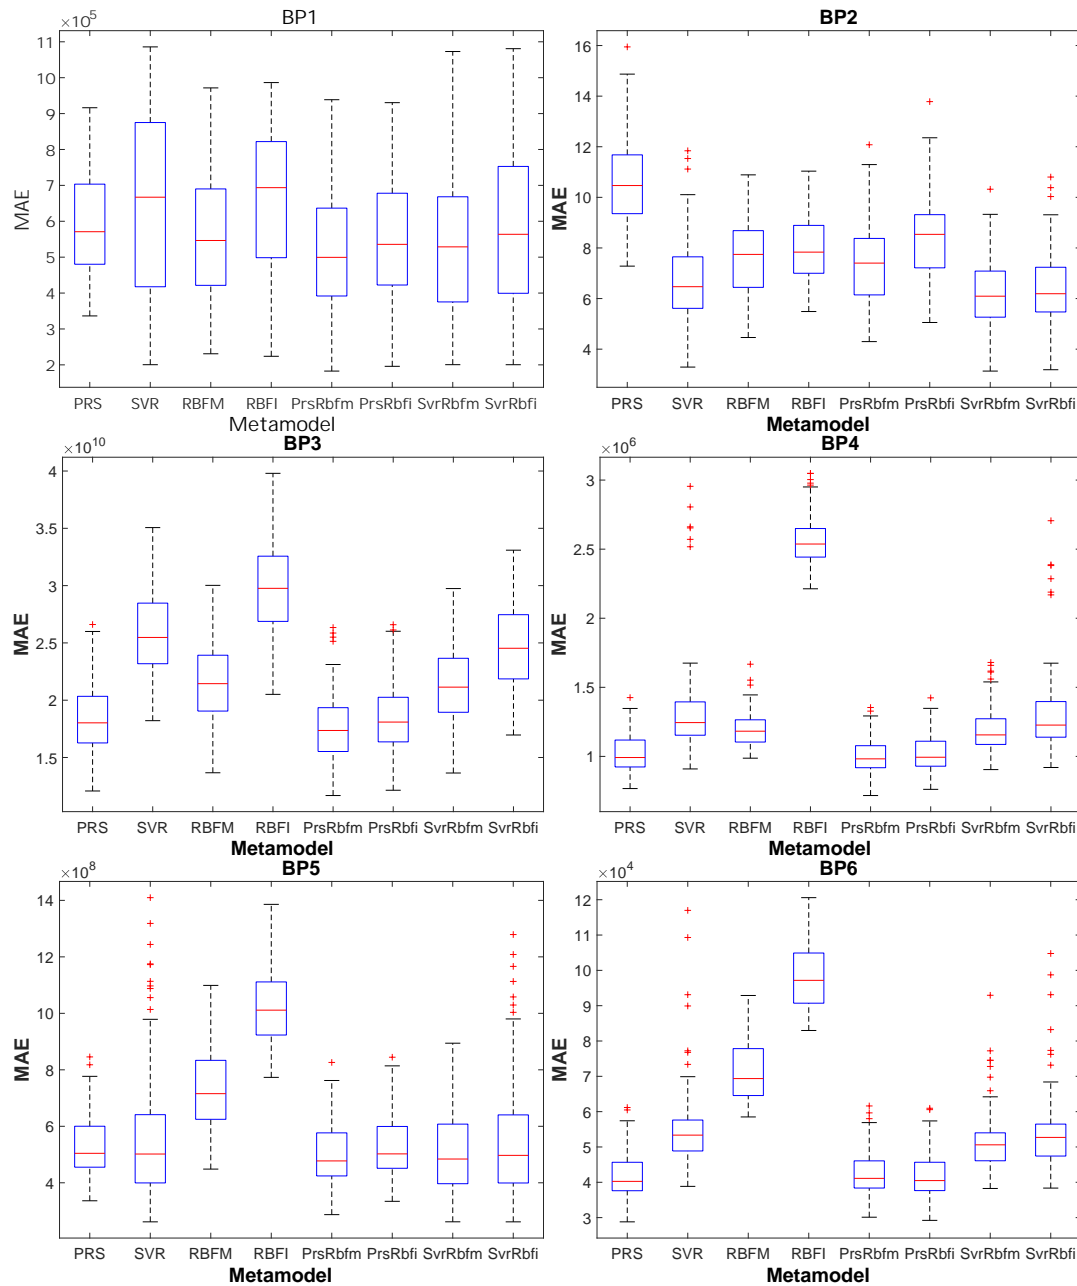 BP1
×10^5
11
10
9
8
7
6
5
4
3
2
MAE
PRS SVR RBFM RBFI PrsRbfm PrsRbfi SvrRbfm SvrRbfi
Metamodel
BP2
16
14
12
10
8
6
4
MAE
PRS SVR RBFM RBFI PrsRbfm PrsRbfi SvrRbfm SvrRbfi
Metamodel
BP3
×10^10
4
3.5
3
2.5
2
1.5
MAE
PRS SVR RBFM RBFI PrsRbfm PrsRbfi SvrRbfm SvrRbfi
Metamodel
BP4
×10^6
3
2.5
2
1.5
1
MAE
PRS SVR RBFM RBFI PrsRbfm PrsRbfi SvrRbfm SvrRbfi
Metamodel
BP5
×10^8
14
12
10
8
6
4
MAE
PRS SVR RBFM RBFI PrsRbfm PrsRbfi SvrRbfm SvrRbfi
Metamodel
BP6
×10^4
12
11
10
9
8
7
6
5
4
3
MAE
PRS SVR RBFM RBFI PrsRbfm PrsRbfi SvrRbfm SvrRbfi
Metamodel